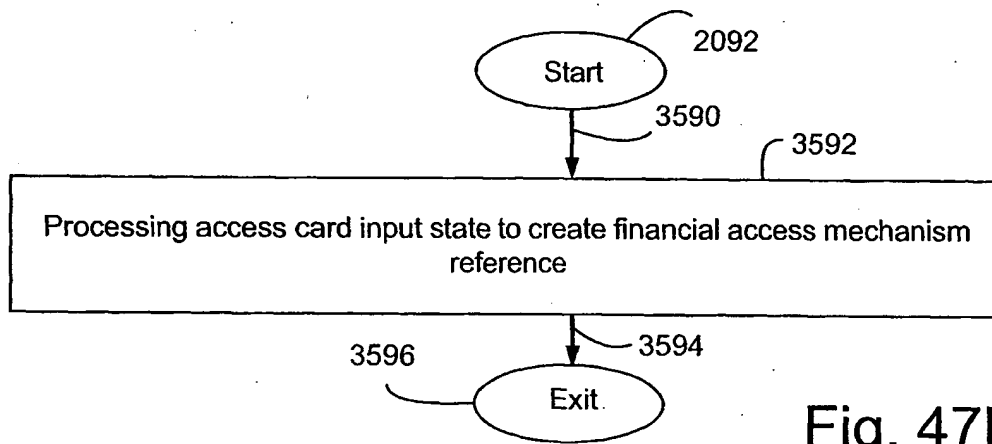 2092
Start
3590
3592
Processing access card input state to create financial access mechanism
reference
3594
3596
Exit
Fig.